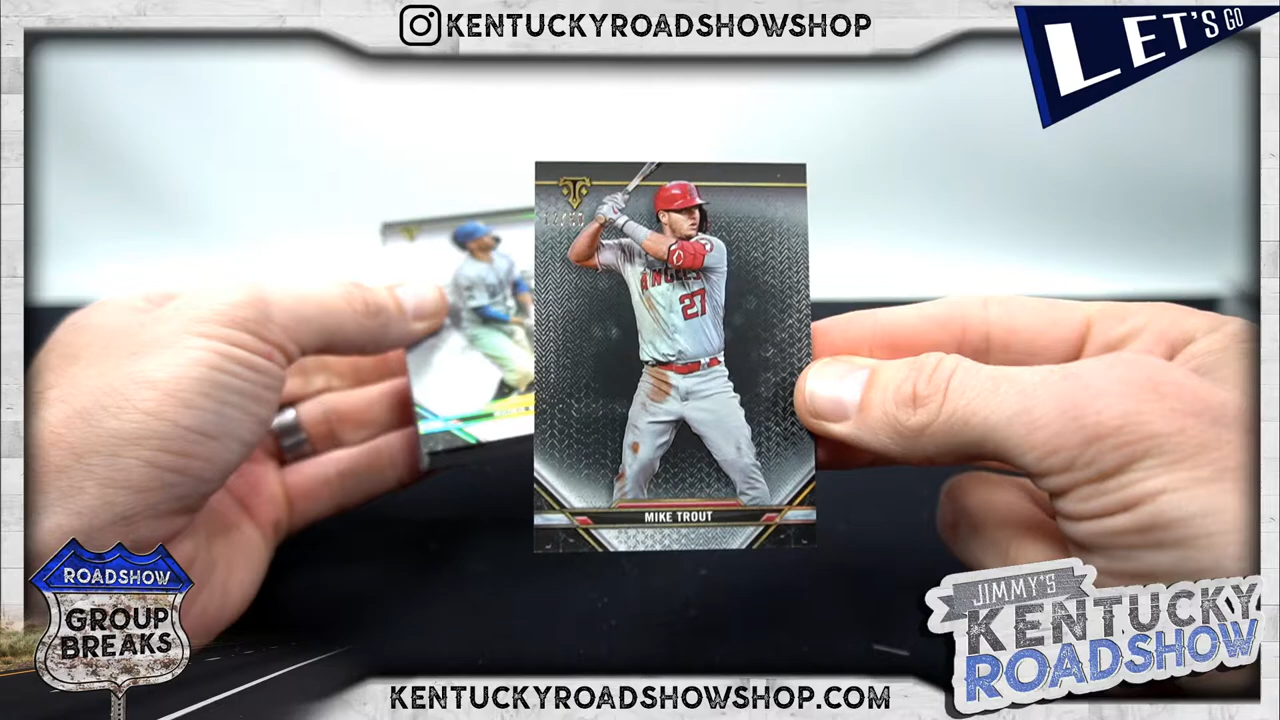 KENTUCKYROADSHOWSHOP
LET'S GO
ANGELS
27
MIKE TROUT
ROADSHOW
GROUP
BREAKS
JIMMY'S
KENTUCKY
ROADSHOW
KENTUCKYROADSHOWSHOP.COM